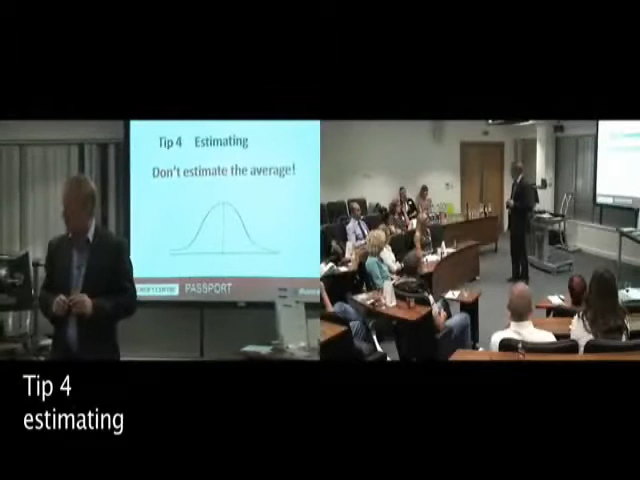 Tip 4 Estimating
Don't estimate the average!
PASSPORT
Tip 4
estimating